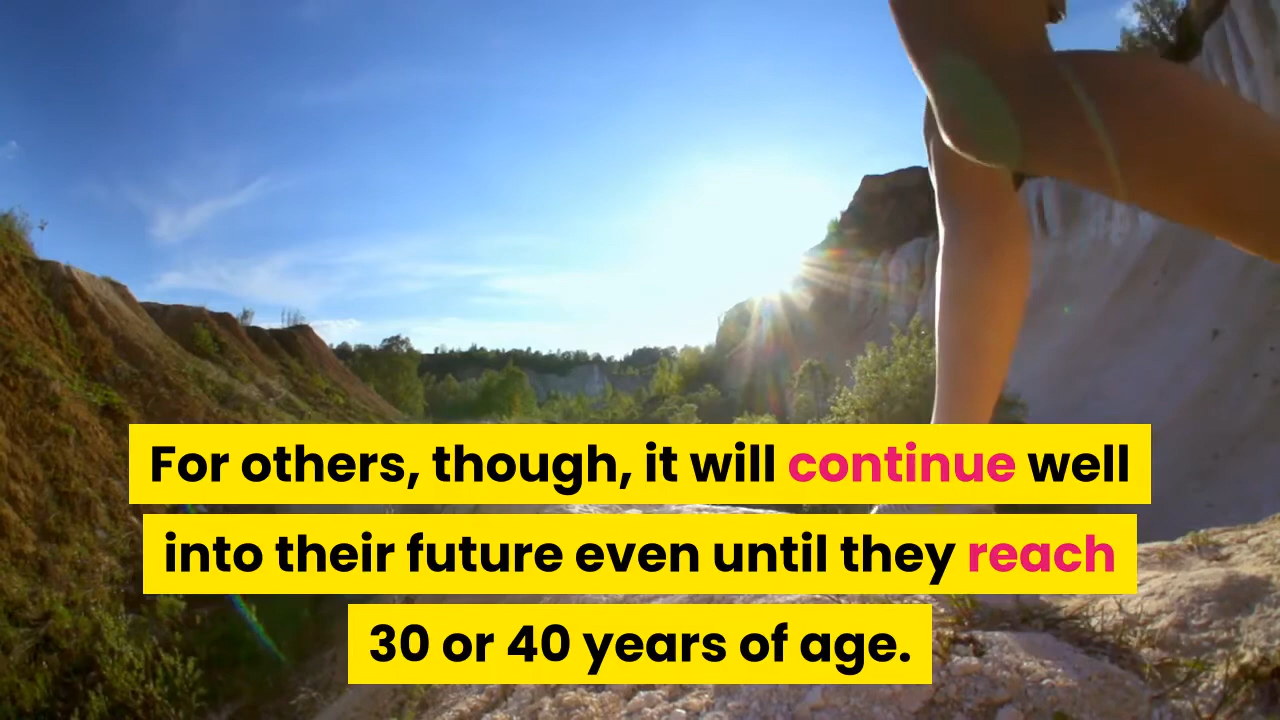 For others, though, it will continue well
into their future even until they reach
30 or 40 years of age.